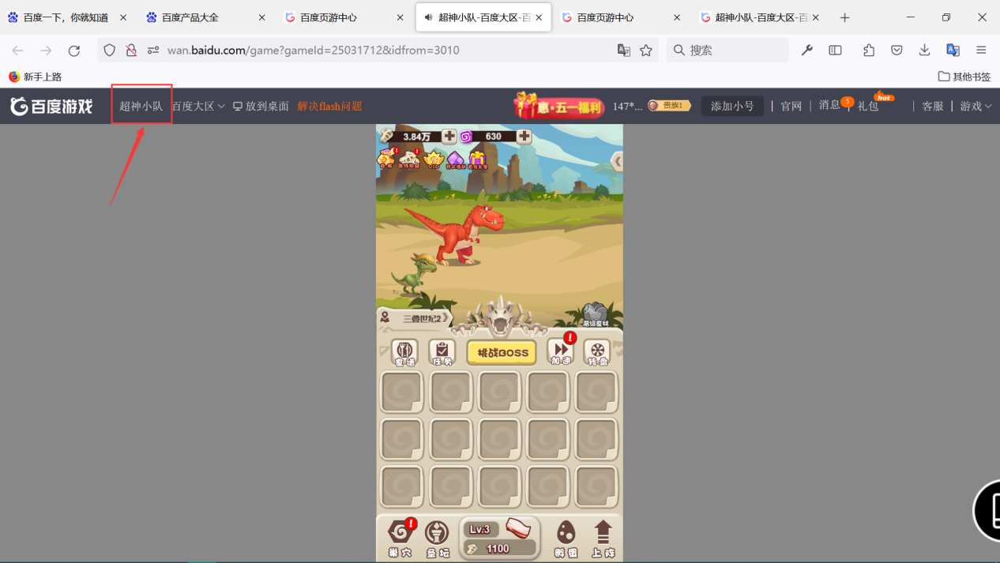 百度一下，你就知道
百度产品大全
百度页游中心
超神小队-百度大区-百
百度页游中心
超神小队-百度大区-百
wan.baidu.com/game?gameId=25031712&idfrom=3010
搜索
新手上路
其他书签
百度游戏
超神小队
百度大区
放到桌面
解决flash问题
惠·五一福利
147*...
贵族1
添加小号
官网
消息
5
礼包
hot
客服
游戏
3.84万
630
VIP
三叠世纪2
高级食材
食谱
任务
挑战BOSS
加速
转盘
巢穴
圣坛
Lv.3
1100
孵蛋
上阵